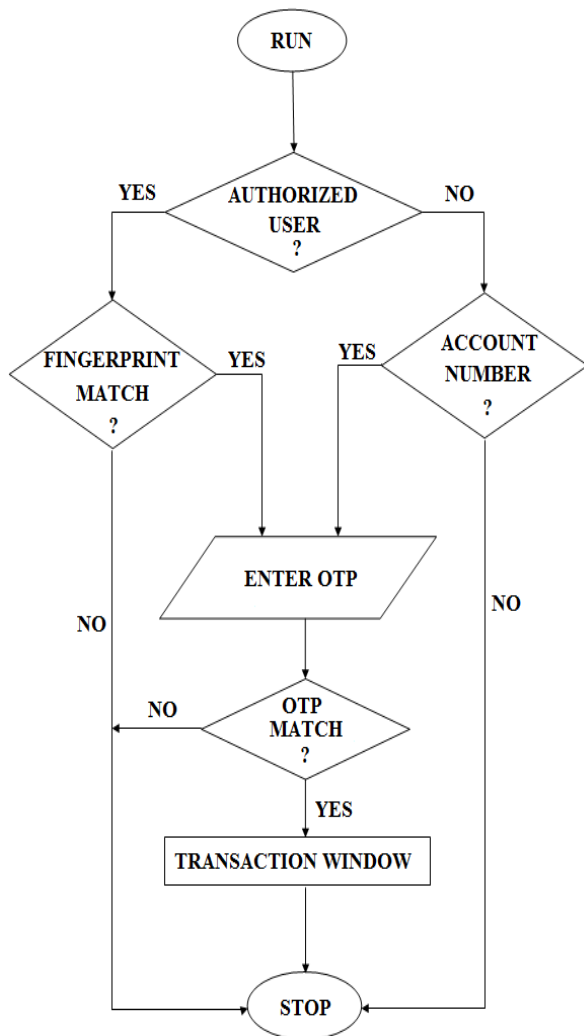 RUN
YES
AUTHORIZED
USER
?
NO
FINGERPRINT
MATCH
?
YES
YES
ACCOUNT
NUMBER
?
ENTER OTP
NO
NO
NO
OTP
MATCH
?
YES
TRANSACTION WINDOW
STOP